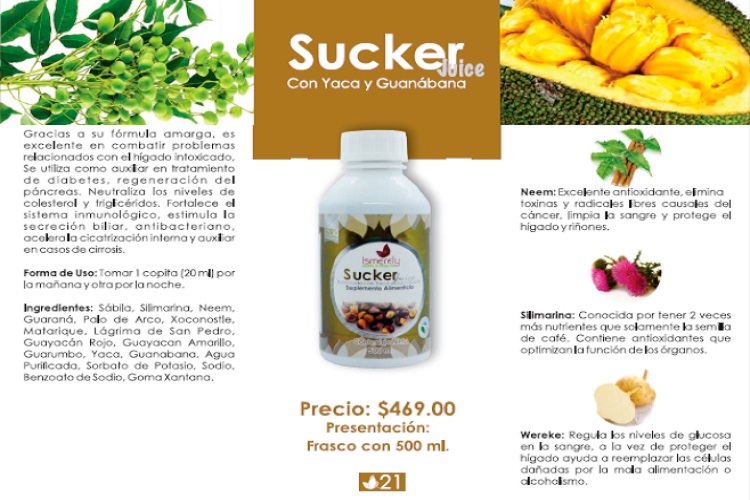 Sucker
Juice
Con Yaca y Guanábana
Gracias a su fórmula amarga, es
excelente en combatir problemas
relacionados con el hígado intoxicado,
Se utiliza como auxiliar en tratamiento
de diabetes, regeneración del
páncreas. Neutraliza los niveles de
colesterol y triglicéridos. Fortalece el
sistema inmunológico, estimula la
secreción biliar, antibacteriano,
acelera la cicatrización interna y auxiliar
en casos de cirrosis.
Forma de Uso: Tomar 1 copita (20 ml) por
la mañana y otra por la noche.
Ingredientes: Sábila, Silimarina, Neem,
Guaraná, Palo de Arco, Xoconostle,
Matarique, Lágrima de San Pedro,
Guayacán Rojo, Guayacan Amarillo,
Guarumbo, Yaca, Guanabana, Agua
Purificada, Sorbato de Potasio, Sodio,
Benzoato de Sodio, Goma Xantana.
Ismerely
Sucker
Suplemento Alimenticio
Precio: $469.00
Presentación:
Frasco con 500 ml.
21
Neem: Excelente antioxidante, elimina
toxinas y radicales libres causales del
cáncer, limpia la sangre y protege el
hígado y riñones.
Silimarina: Conocida por tener 2 veces
más nutrientes que solamente la semilla
de café. Contiene antioxidantes que
optimizan la función de los órganos.
Wereke: Regula los niveles de glucosa
en la sangre, a la vez de proteger el
hígado ayuda a reemplazar las células
dañadas por la mala alimentación o
alcoholismo.